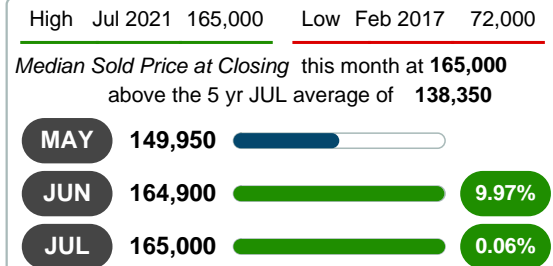 High Jul 2021 165,000 Low Feb 2017 72,000
Median Sold Price at Closing this month at 165,000
above the 5 yr JUL average of 138,350
MAY 149,950
JUN 164,900 9.97%
JUL 165,000 0.06%